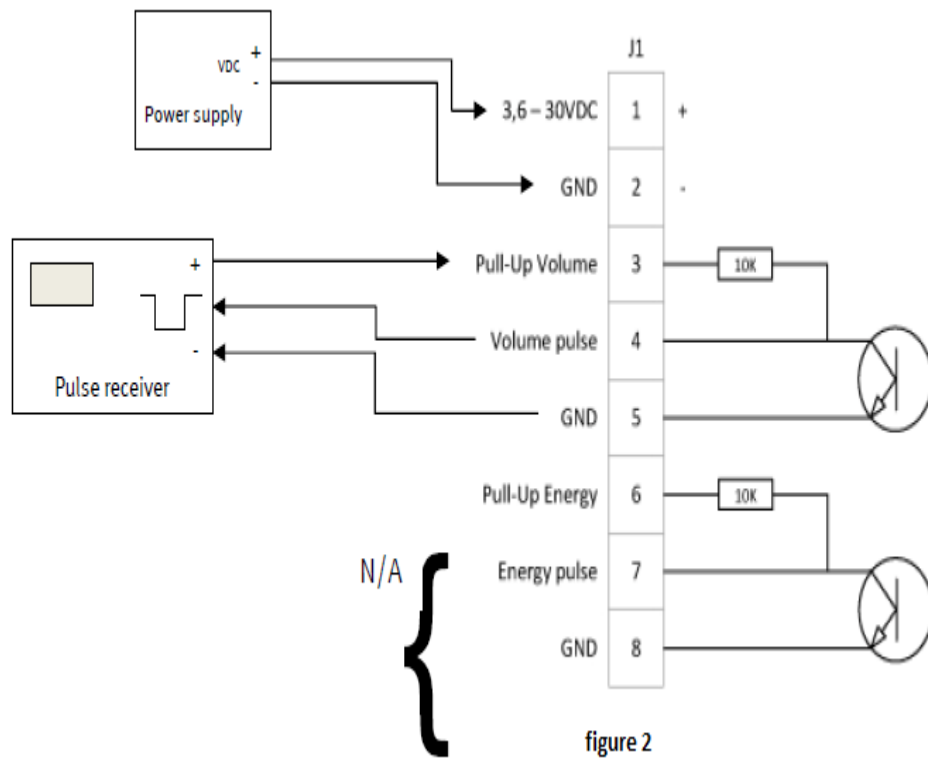 J1
+
VDC
-
Power supply
3,6 – 30VDC 1 +
GND 2 -
Pull-Up Volume 3 10K
+
Volume pulse 4
-
Pulse receiver
GND 5
Pull-Up Energy 6 10K
N/A
Energy pulse 7
GND 8
figure 2